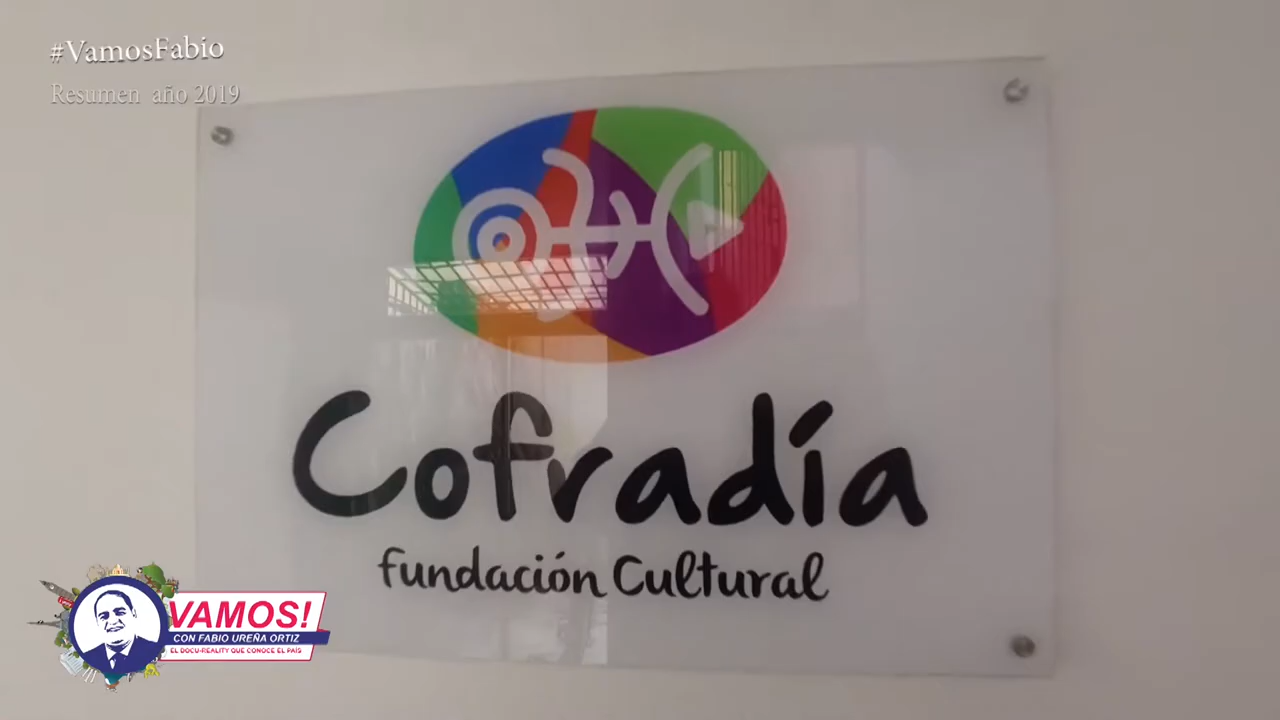 #VamosFabio
Resumen año 2019
Cofradía
fundación Cultural
VAMOS!
CON FABIO UREÑA ORTIZ
EL DOCU-REALITY QUE CONOCE EL PAÍS